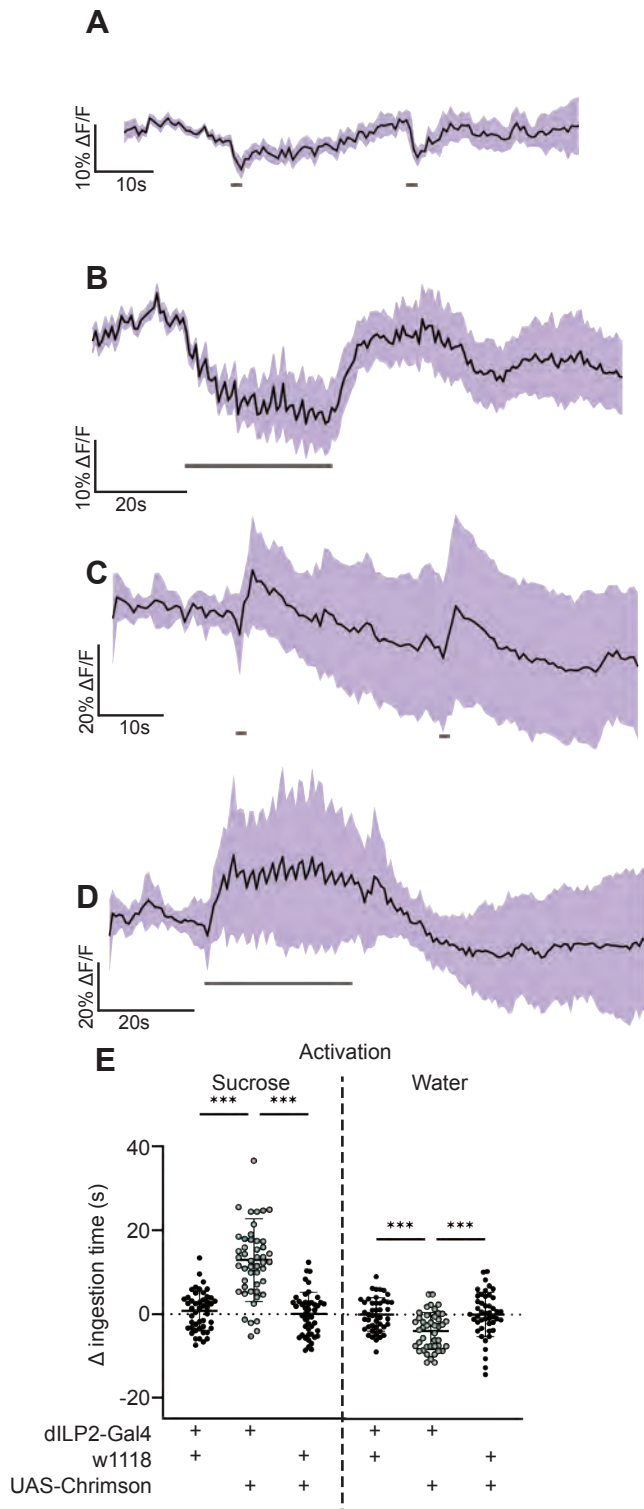 A
10% ΔF/F
10s
B
10% ΔF/F
20s
C
20% ΔF/F
10s
D
20% ΔF/F
20s
E
Activation
Sucrose Water
*** ***
*** ***
Δ ingestion time (s)
40
20
0
-20
dILP2-Gal4 + + + +
w1118 + + + +
UAS-Chrimson + + + +